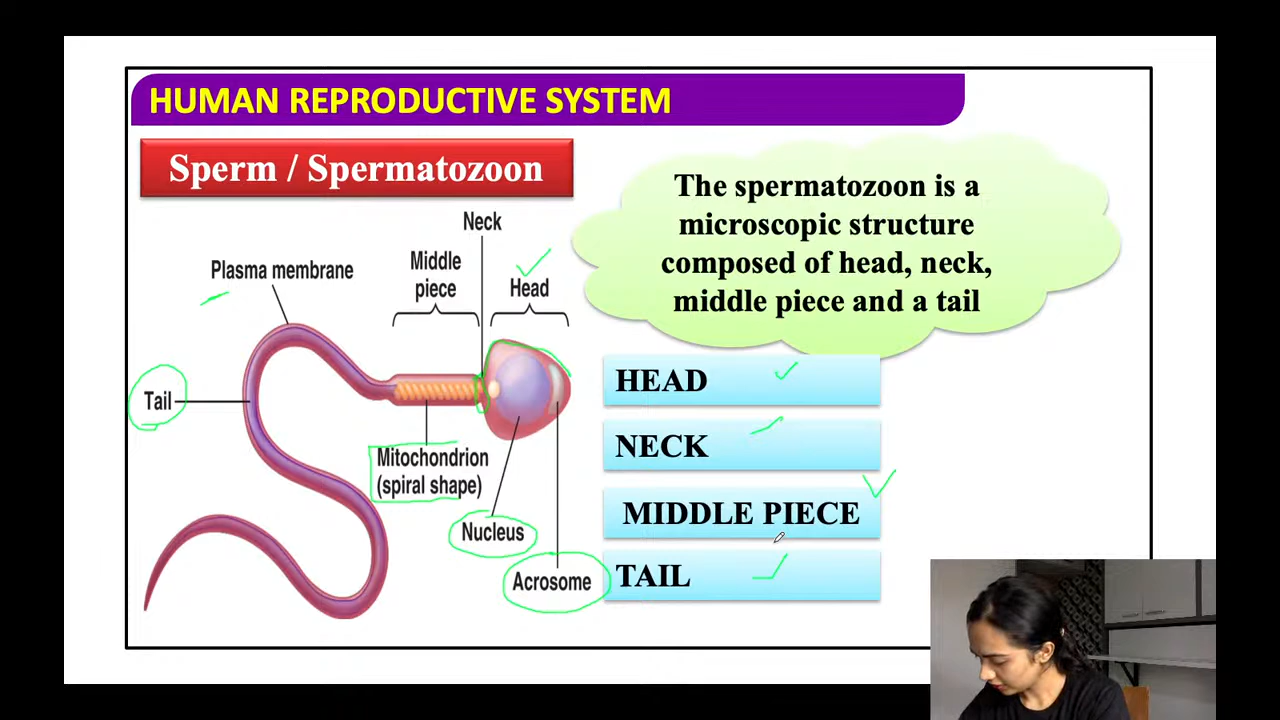 HUMAN REPRODUCTIVE SYSTEM
Sperm / Spermatozoon
Neck
Plasma membrane
Middle
piece
Head
Tail
Mitochondrion
(spiral shape)
Nucleus
Acrosome
The spermatozoon is a
microscopic structure
composed of head, neck,
middle piece and a tail
HEAD
NECK
MIDDLE PIECE
TAIL